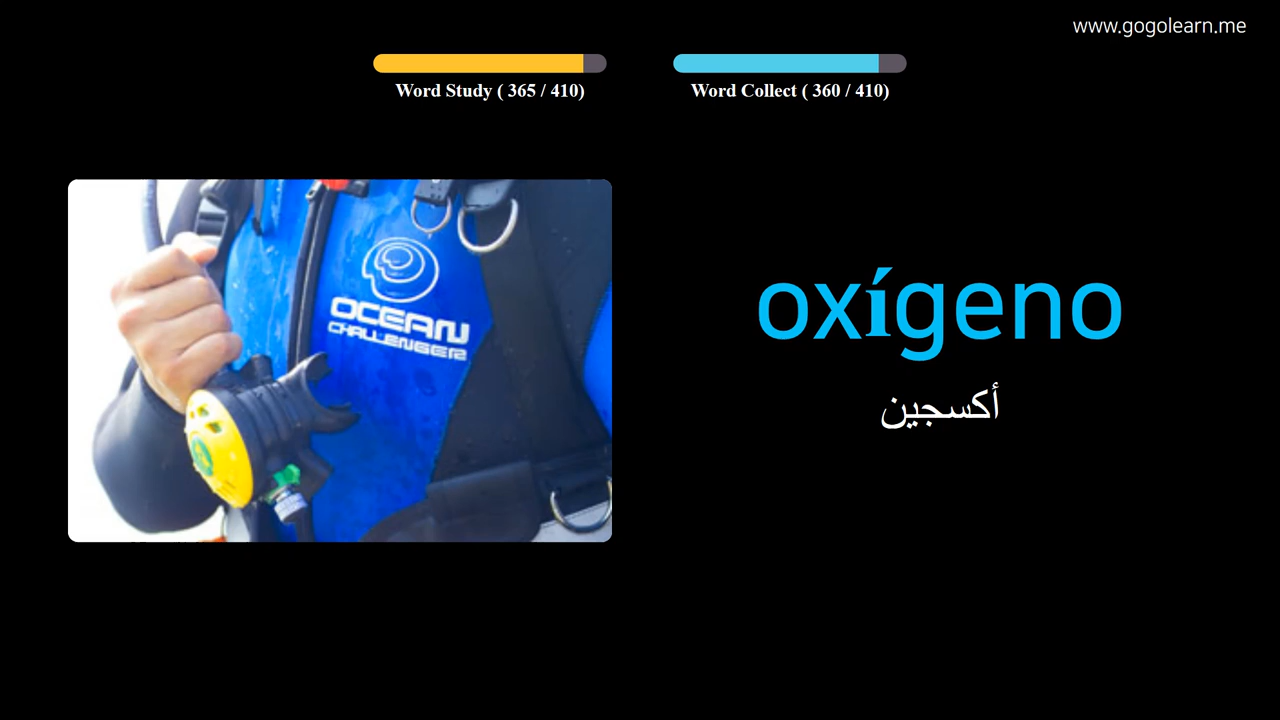 www.gogolearn.me
Word Study ( 365 / 410)
Word Collect ( 360 / 410)
OCEAN
CHALLENGER
oxígeno
أكسجين